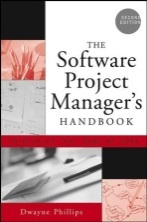 SECOND
EDITION
THE
Software
Project
Manager's
HANDBOOK
Dwayne Phillips